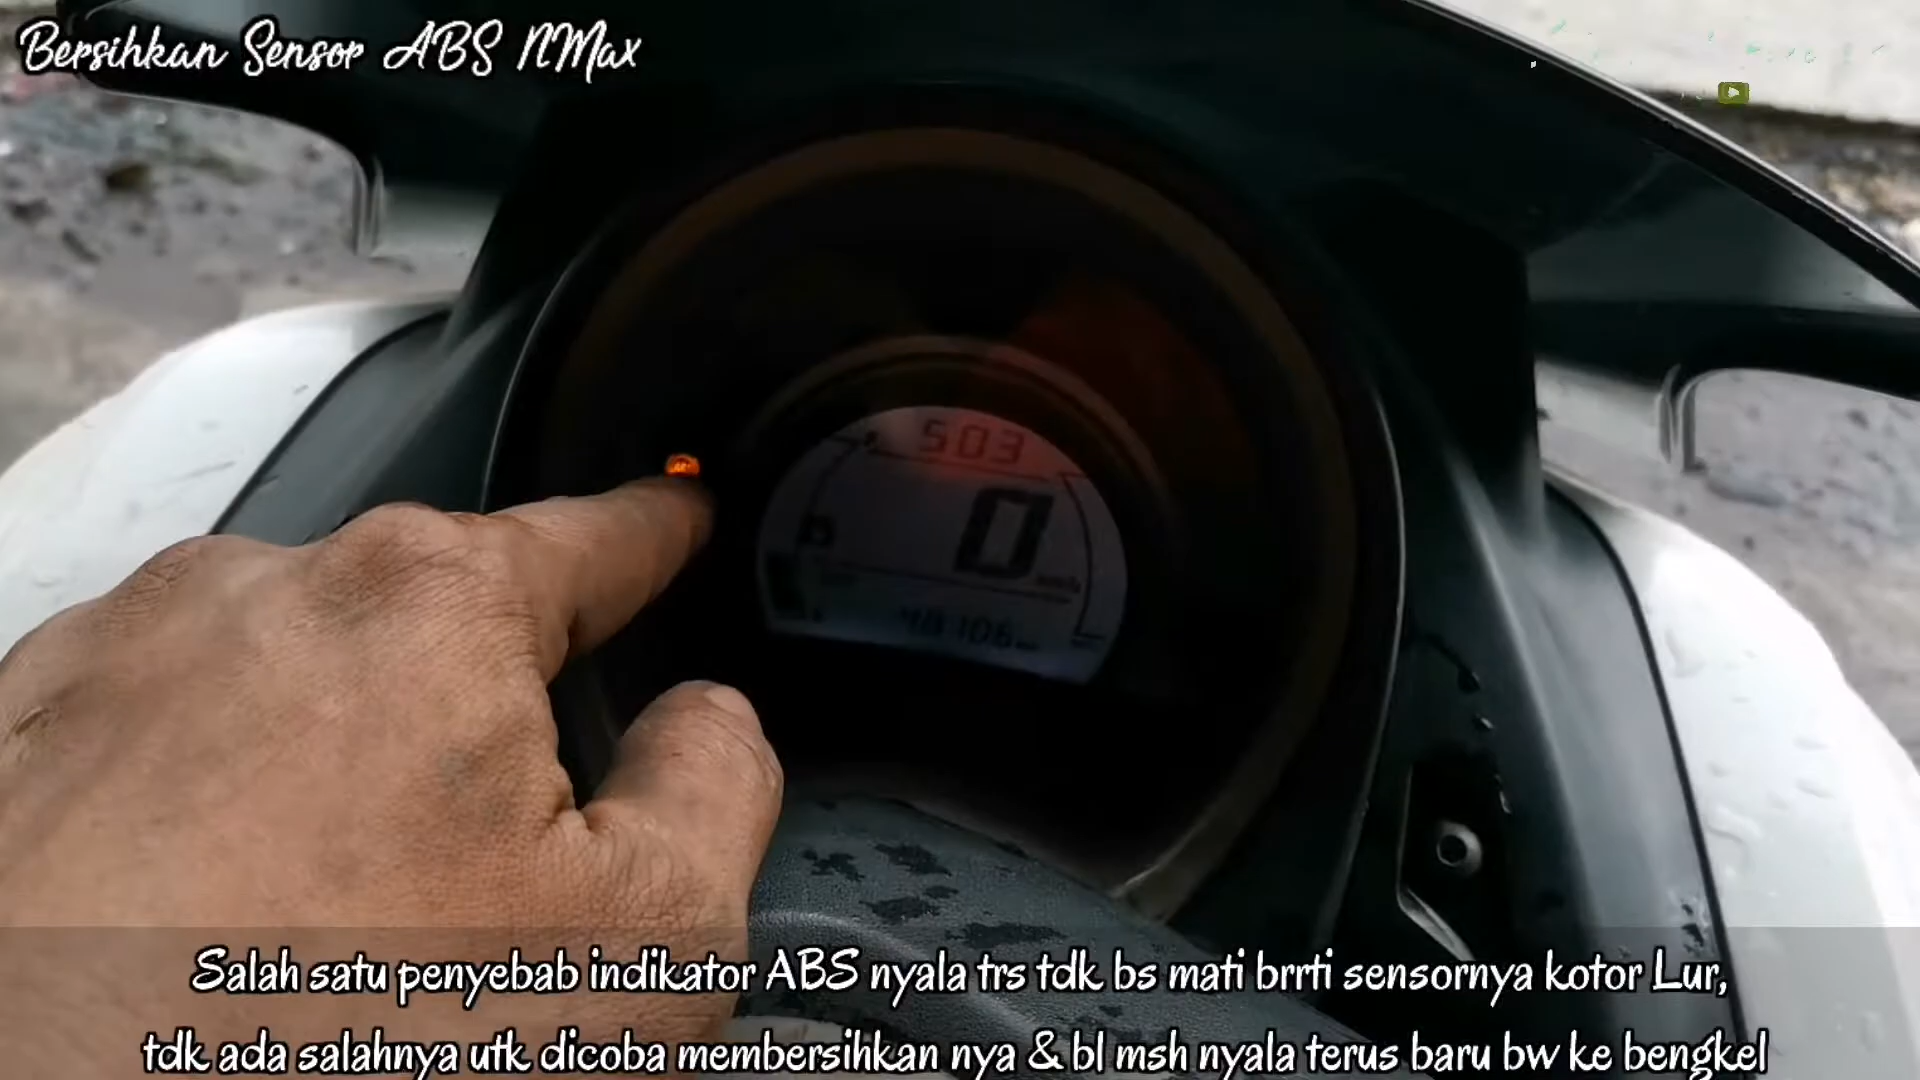 Bersihkan Sensor ABS NMax
503
0
Salah satu penyebab indikator ABS nyala trs tdk bs mati brrti sensornya kotor Lur,
tdk ada salahnya utk dicoba membersihkan nya & bl msh nyala terus baru bw ke bengkel